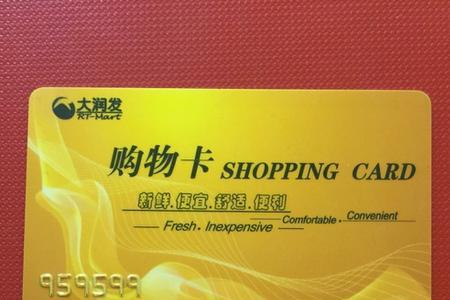 大润发
RT-Mart
购物卡 SHOPPING CARD
新鲜.便宜.舒适.便利
Fresh . Inexpensive
Comfortable . Convenient
959599